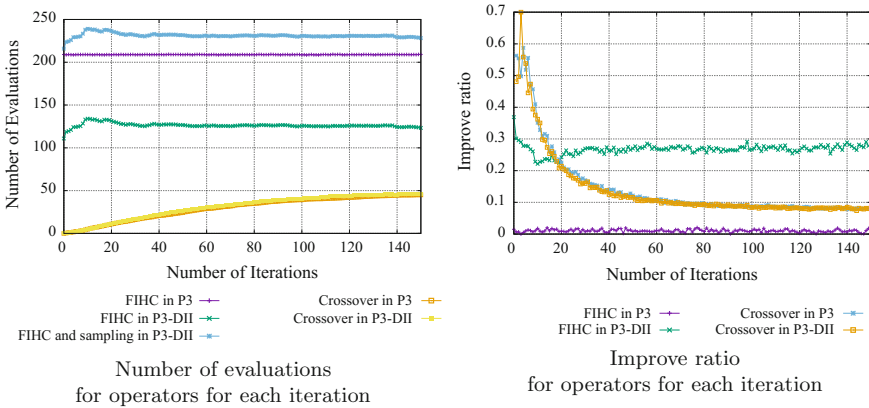 250
200
150
100
50
0
Number of Evaluations
0 20 40 60 80 100 120 140
Number of Iterations
FIHC in P3
FIHC in P3-DII
FIHC and sampling in P3-DII
Crossover in P3
Crossover in P3-DII
Number of evaluations
for operators for each iteration
0.7
0.6
0.5
0.4
0.3
0.2
0.1
0
Improve ratio
0 20 40 60 80 100 120 140
Number of Iterations
FIHC in P3
FIHC in P3-DII
Crossover in P3
Crossover in P3-DII
Improve ratio
for operators for each iteration